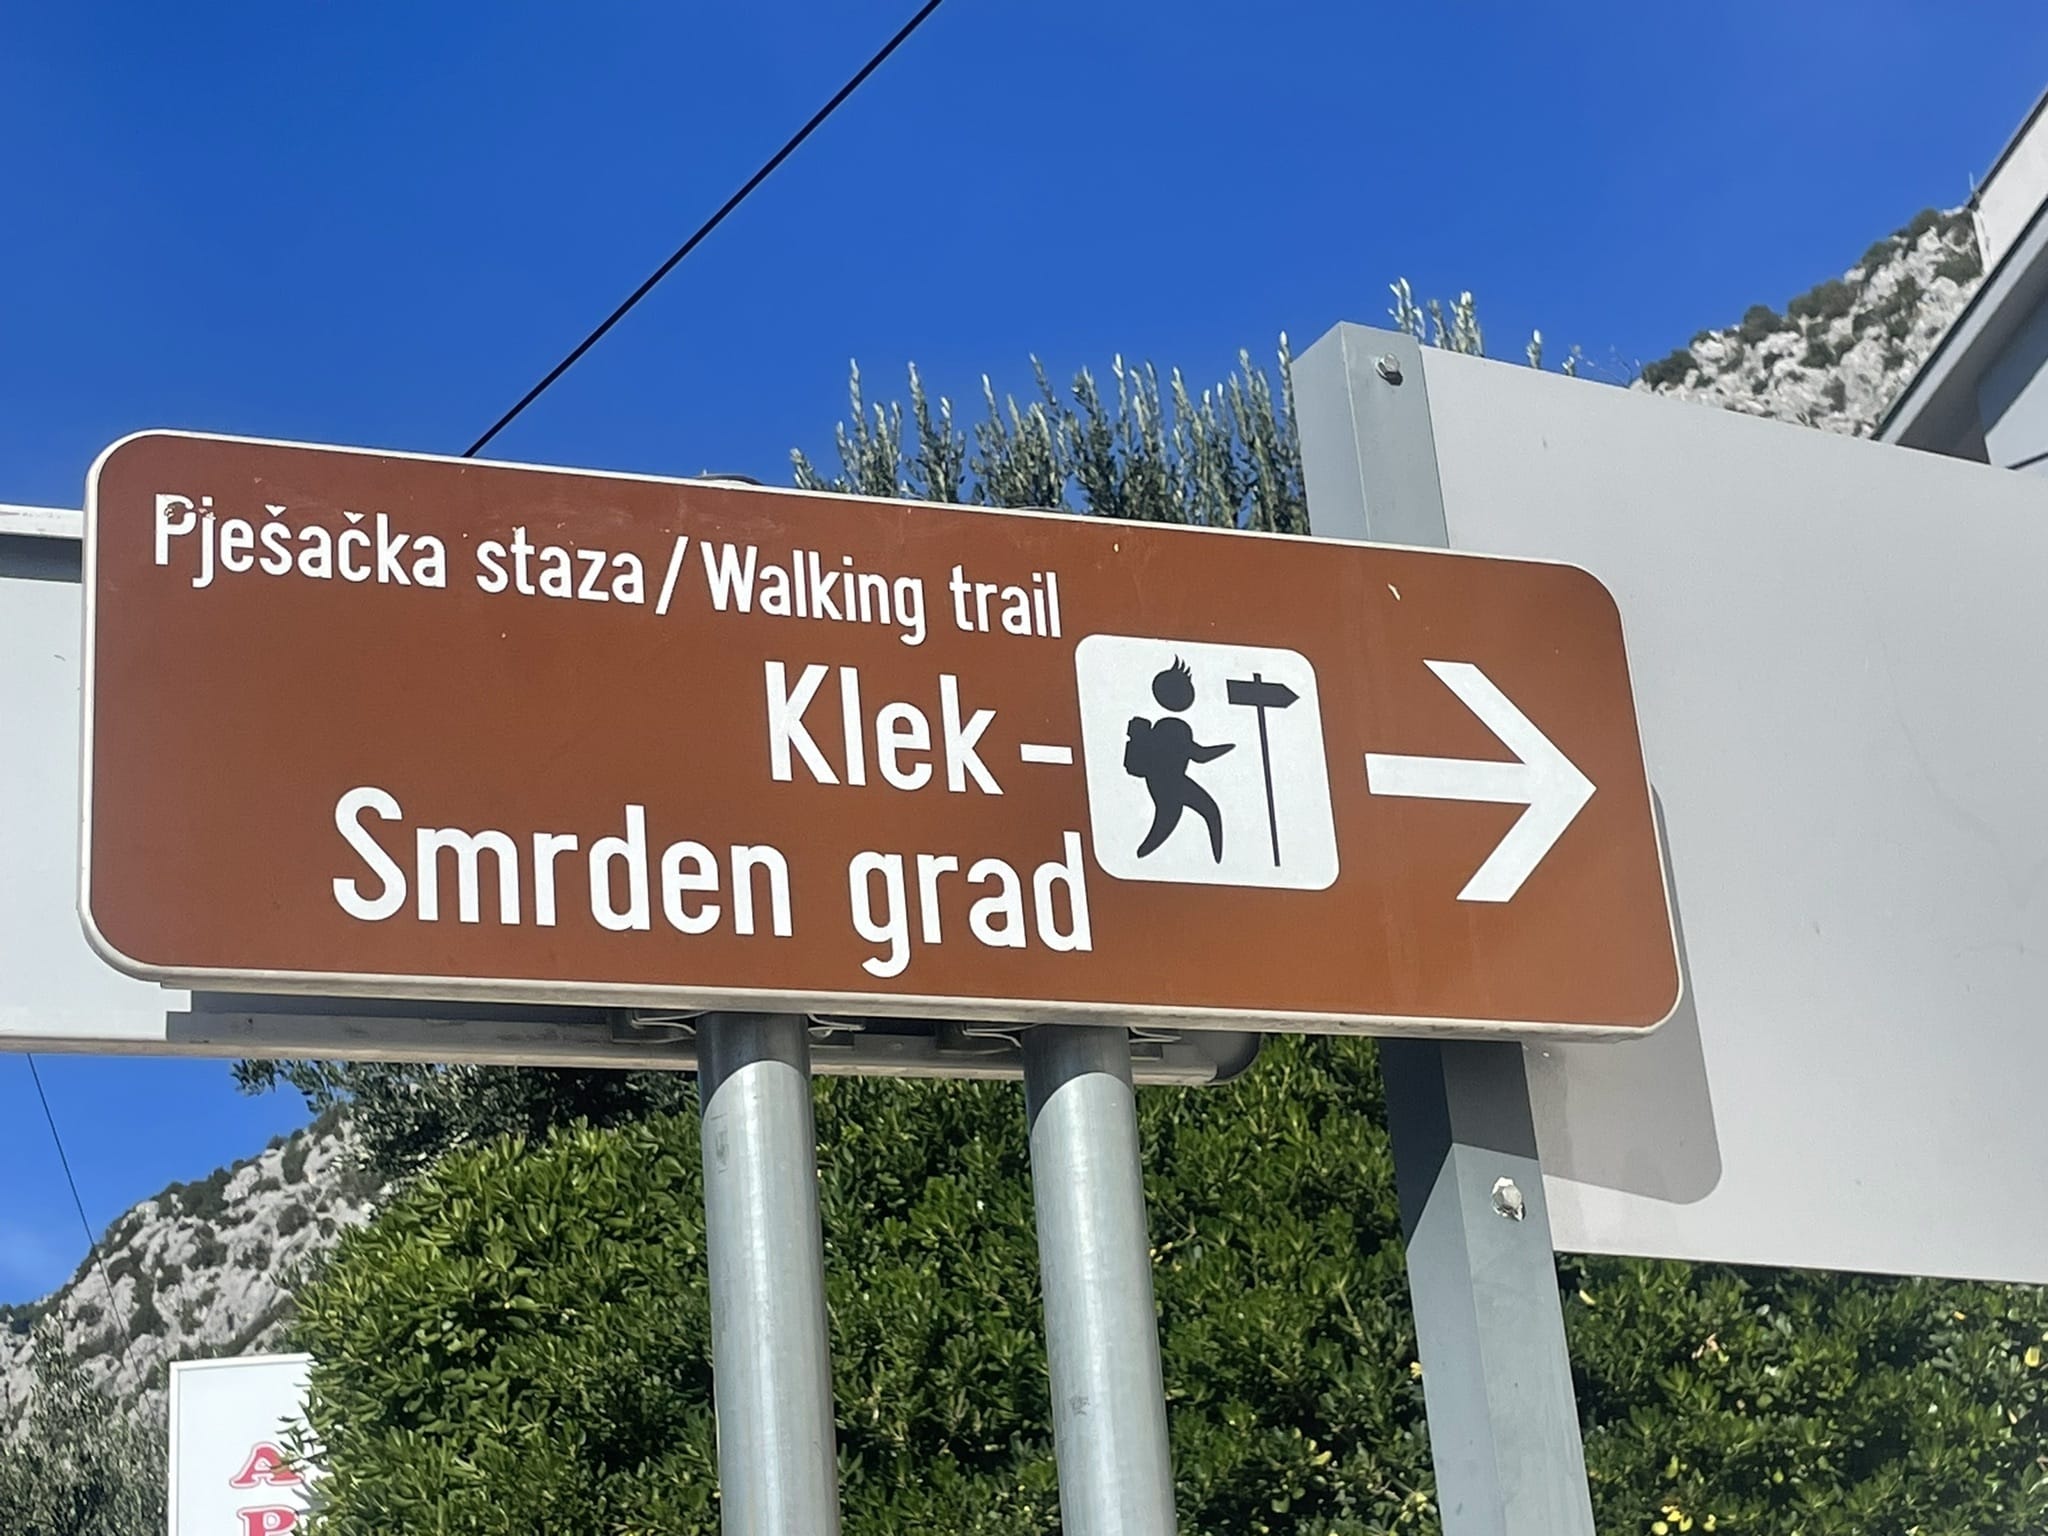 Pješačka staza/Walking trail
Klek-
Smrden grad
A
P